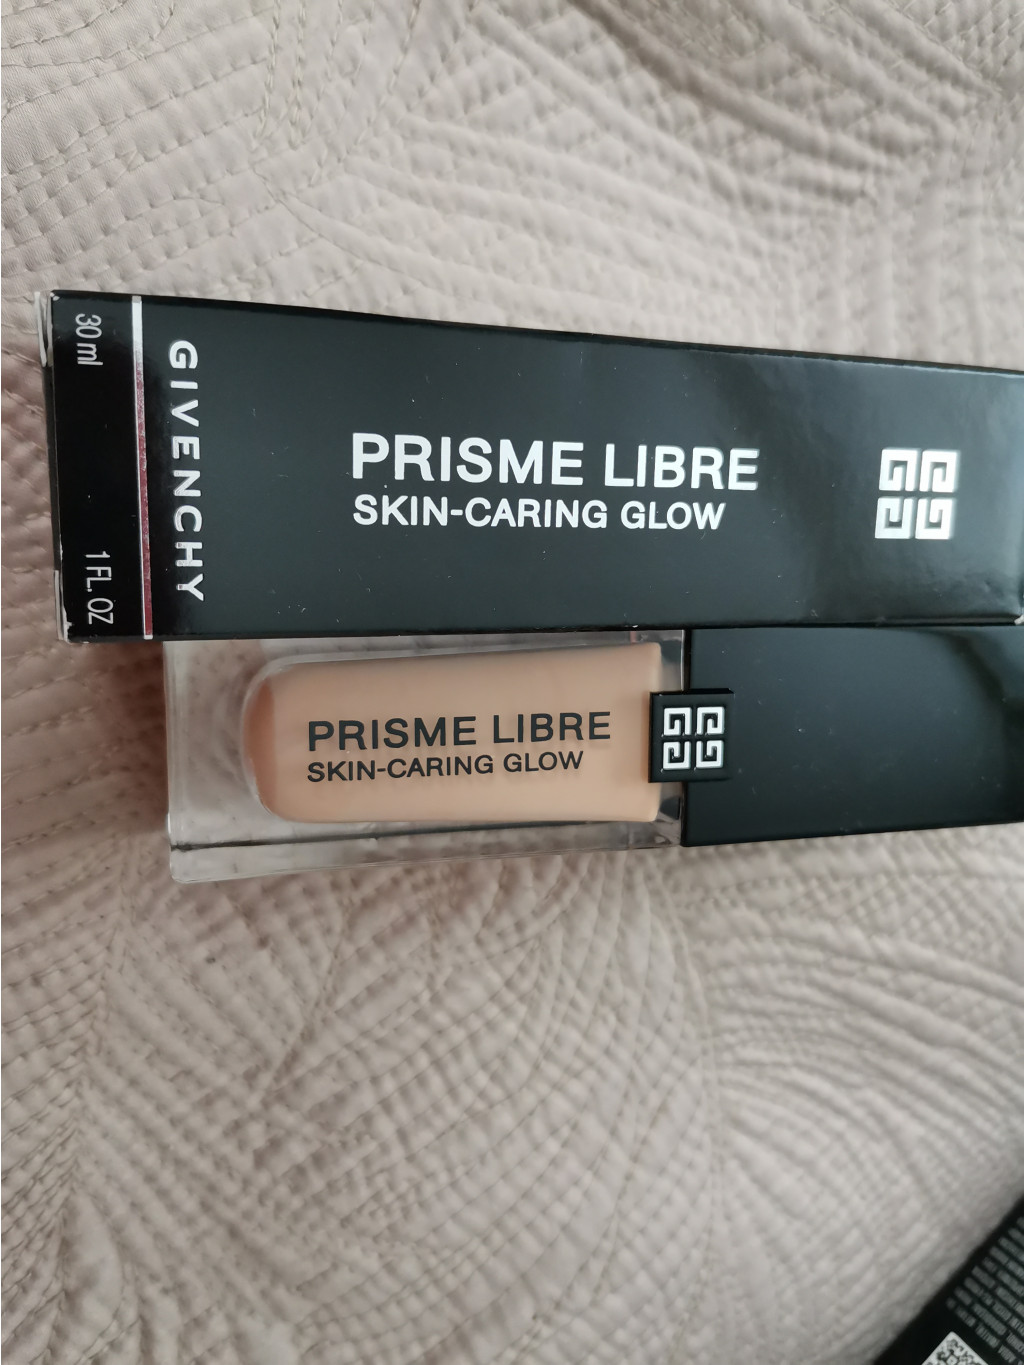 30 ml
1 FL. OZ
GIVENCHY
PRISME LIBRE
SKIN-CARING GLOW
PRISME LIBRE
SKIN-CARING GLOW